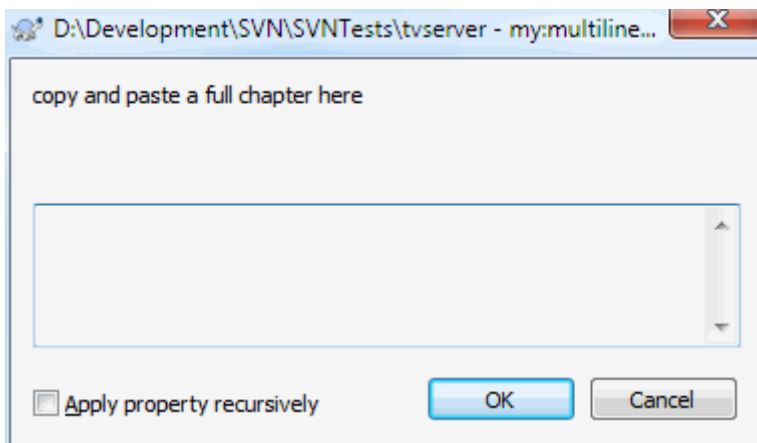 D:\Development\SVN\SVNTests\tvserver - my:multiline...
copy and paste a full chapter here
Apply property recursively
OK
Cancel